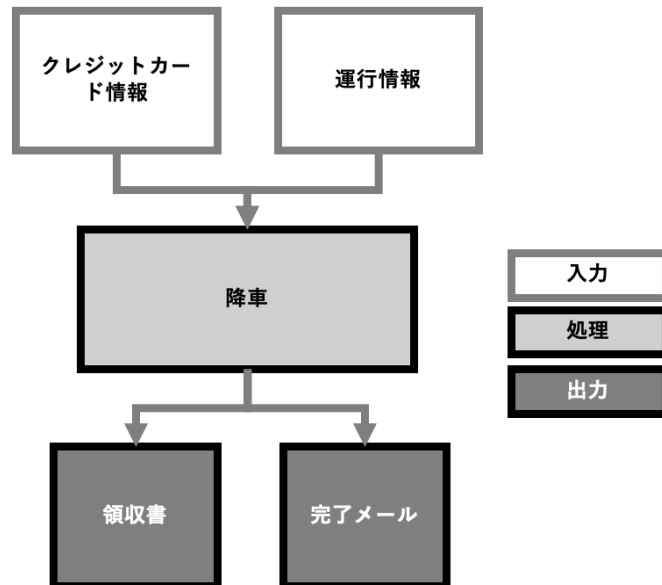 クレジットカー
ド情報
運行情報
降車
入力
処理
出力
領収書
完了メール